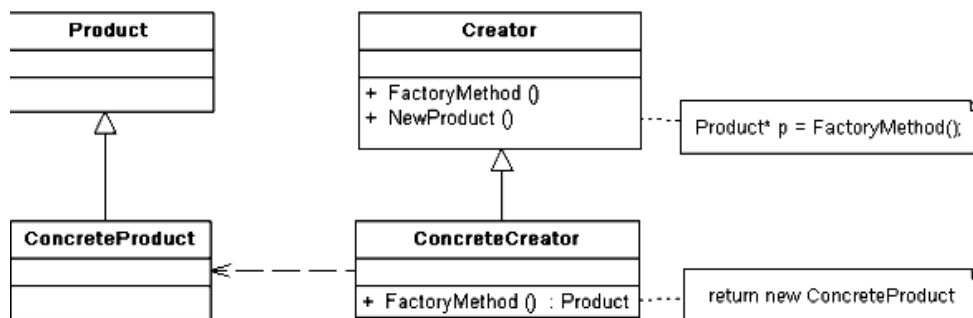 Product
Creator
+ FactoryMethod ()
+ NewProduct ()
Product* p = FactoryMethod();
ConcreteProduct
ConcreteCreator
+ FactoryMethod () : Product
return new ConcreteProduct